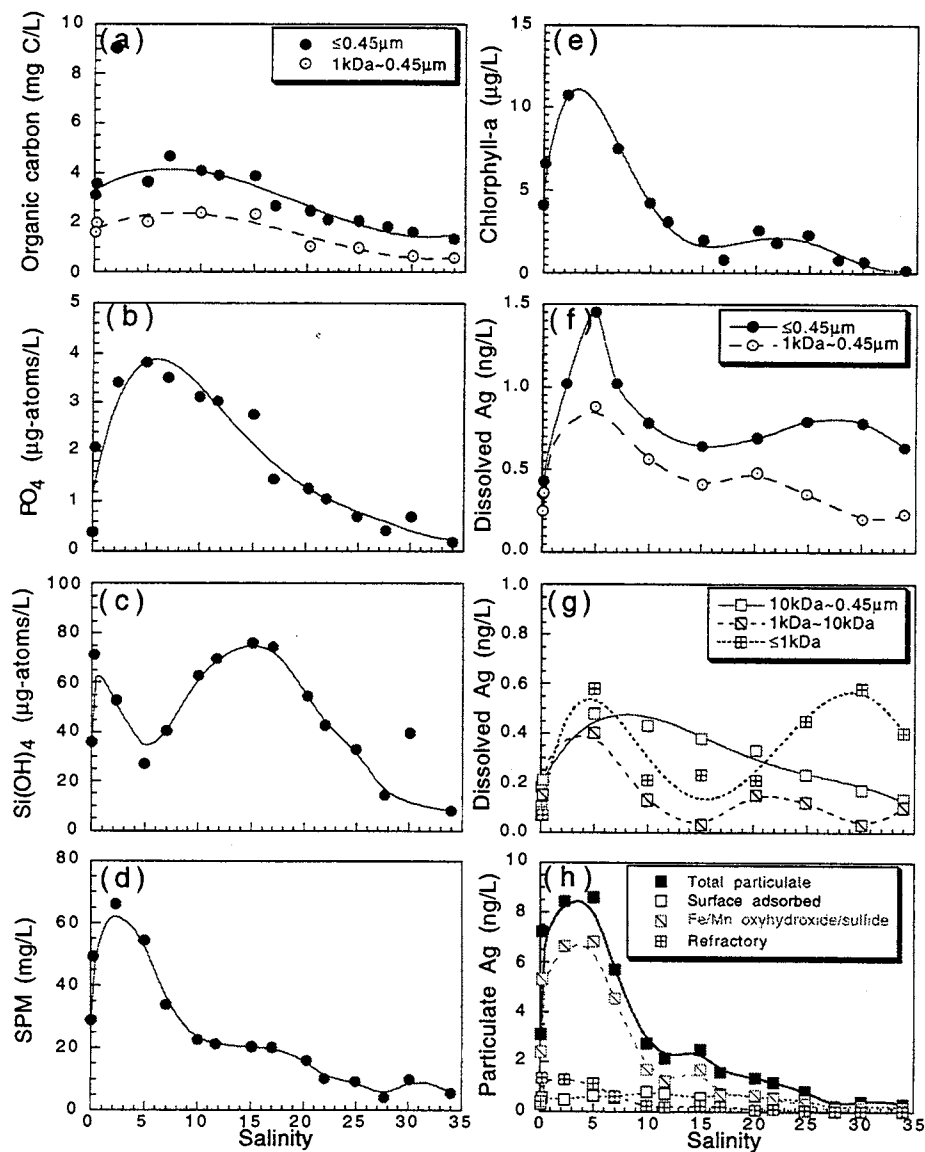 (a)
≤0.45μm
1kDa~0.45μm
Organic carbon (mg C/L)
10
8
6
4
2
0
(b)
PO4 (μg-atoms/L)
5
4
3
2
1
0
(c)
Si(OH)4 (μg-atoms/L)
100
80
60
40
20
0
(d)
SPM (mg/L)
80
60
40
20
0
0 5 10 15 20 25 30 35
Salinity
(e)
Chlorphyll-a (μg/L)
15
10
5
0
(f)
≤0.45μm
1kDa~0.45μm
Dissolved Ag (ng/L)
1.5
1.0
0.5
0.0
(g)
10kDa~0.45μm
1kDa~10kDa
≤1kDa
Dissolved Ag (ng/L)
1.0
0.8
0.6
0.4
0.2
0.0
(h)
Total particulate
Surface adsorbed
Fe/Mn oxyhydroxide/sulfide
Refractory
Particulate Ag (ng/L)
10
8
6
4
2
0
0 5 10 15 20 25 30 35
Salinity